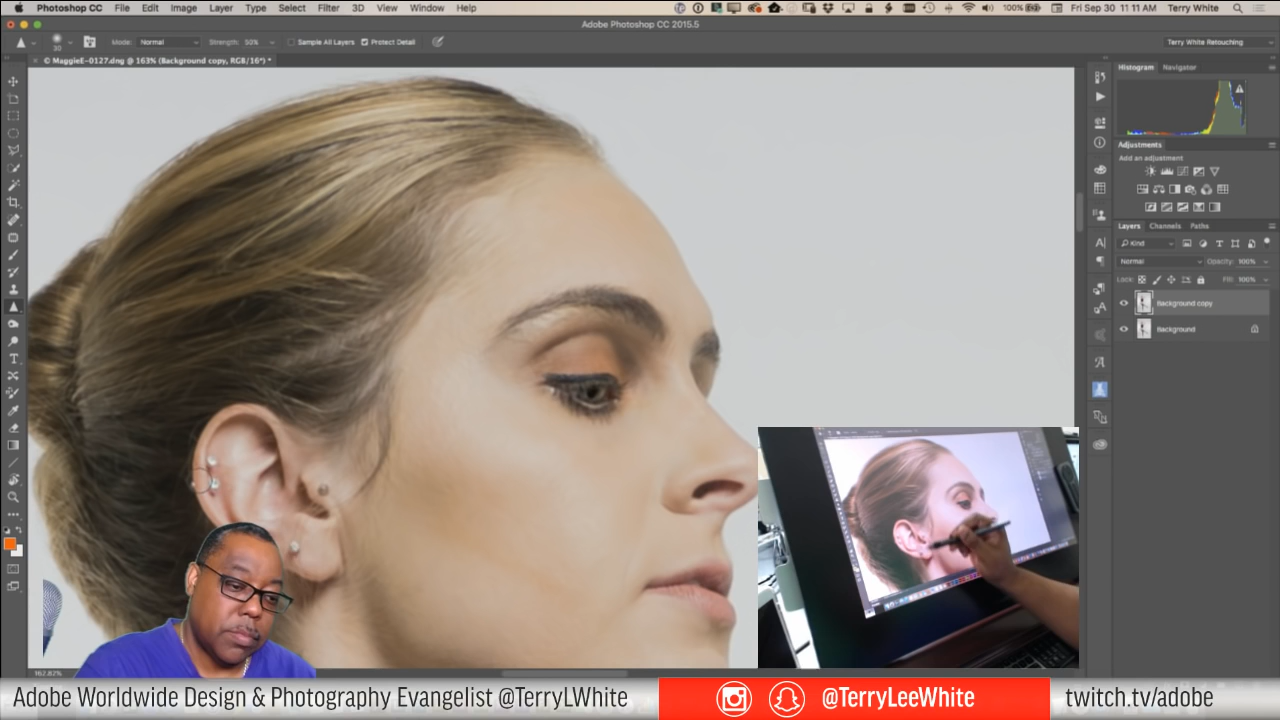 Photoshop CC File Edit Image Layer Type Select Filter 3D View Window Help 100% Fri Sep 30 11:11 AM Terry White
Adobe Photoshop CC 2015.5
30 Mode: Normal Strength: 50% Sample All Layers Protect Detail Terry White Retouching
© MaggieE-0127.dng @ 163% (Background copy, RGB/16*) *
Histogram Navigator
Adjustments
Add an adjustment
Layers Channels Paths
Kind
Normal Opacity: 100%
Lock: Fill: 100%
Background copy
Background
162.82%
Adobe Worldwide Design & Photography Evangelist @TerryLWhite @TerryLeeWhite twitch.tv/adobe